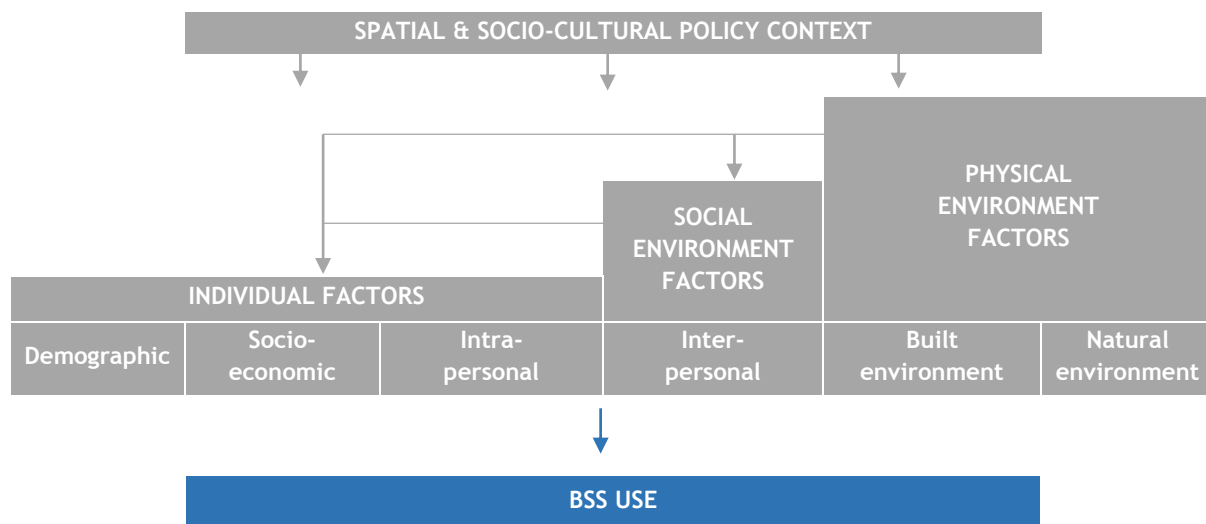 SPATIAL & SOCIO-CULTURAL POLICY CONTEXT
PHYSICAL
ENVIRONMENT
FACTORS
SOCIAL
ENVIRONMENT
FACTORS
INDIVIDUAL FACTORS
Demographic
Socio-
economic
Intra-
personal
Inter-
personal
Built
environment
Natural
environment
BSS USE